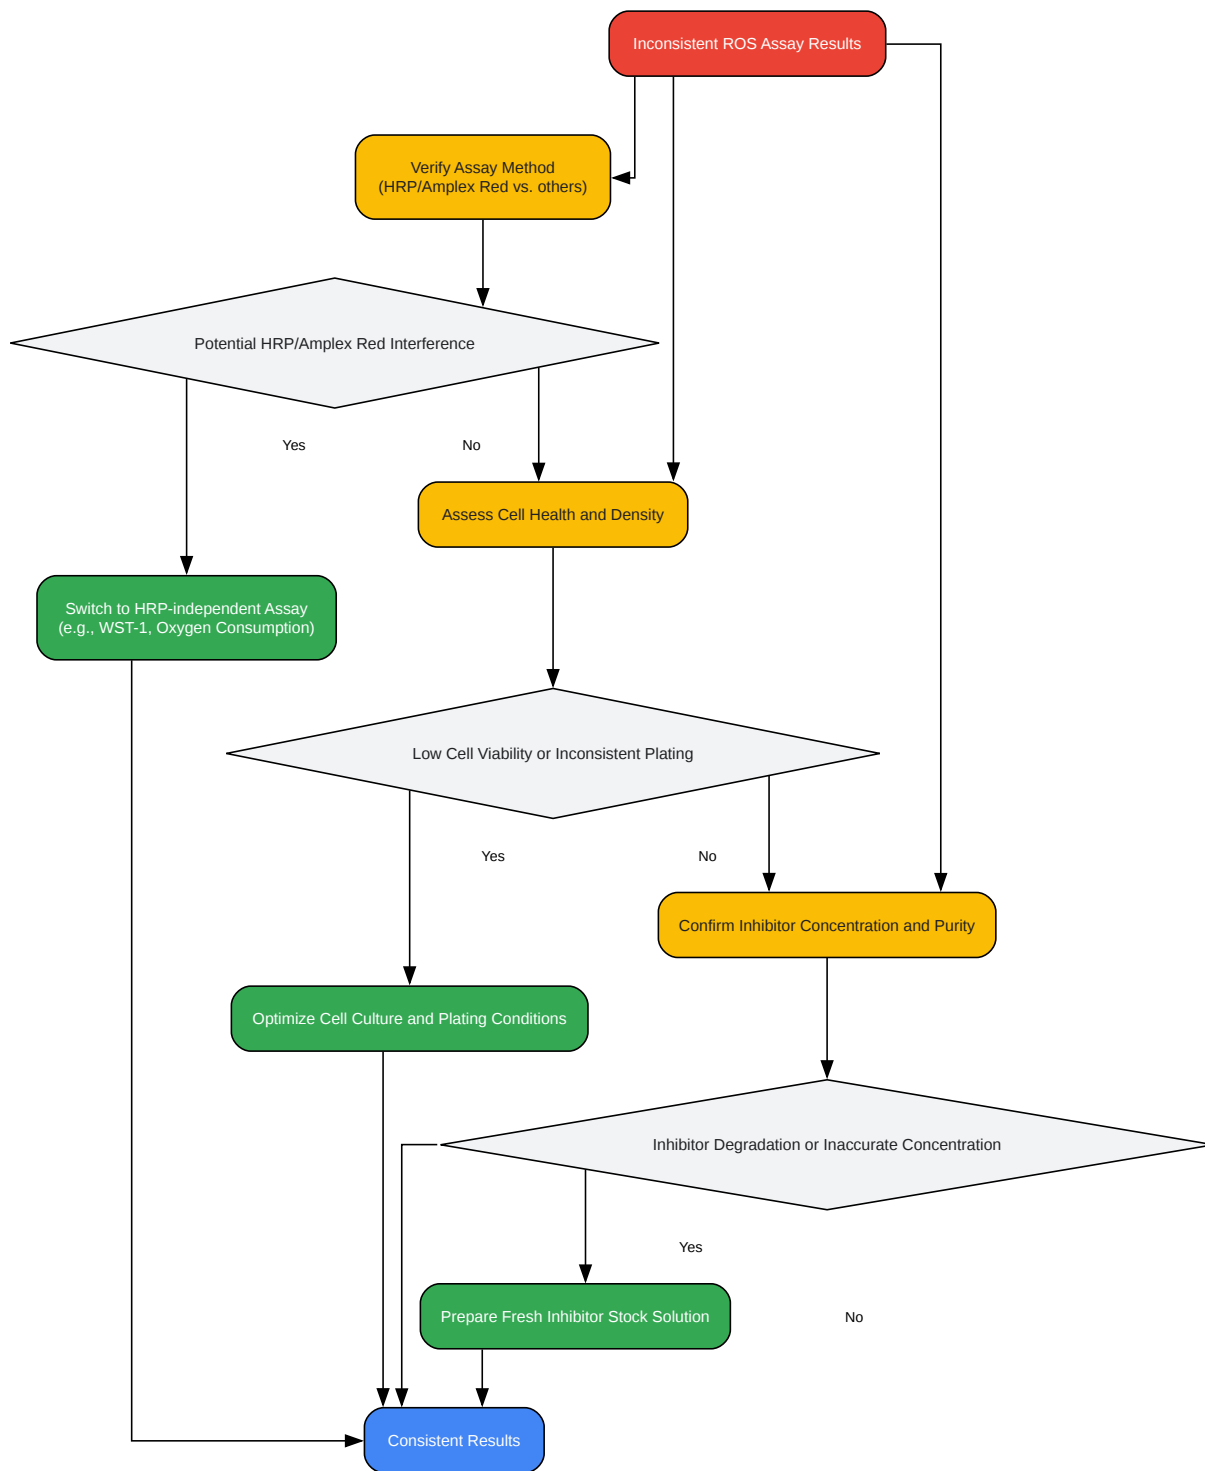 Inconsistent ROS Assay Results
Verify Assay Method
(HRP/Amplex Red vs. others)
Potential HRP/Amplex Red Interference
Yes
No
Assess Cell Health and Density
Switch to HRP-independent Assay
(e.g., WST-1, Oxygen Consumption)
Low Cell Viability or Inconsistent Plating
Yes
No
Confirm Inhibitor Concentration and Purity
Optimize Cell Culture and Plating Conditions
Inhibitor Degradation or Inaccurate Concentration
Yes
Prepare Fresh Inhibitor Stock Solution
No
Consistent Results